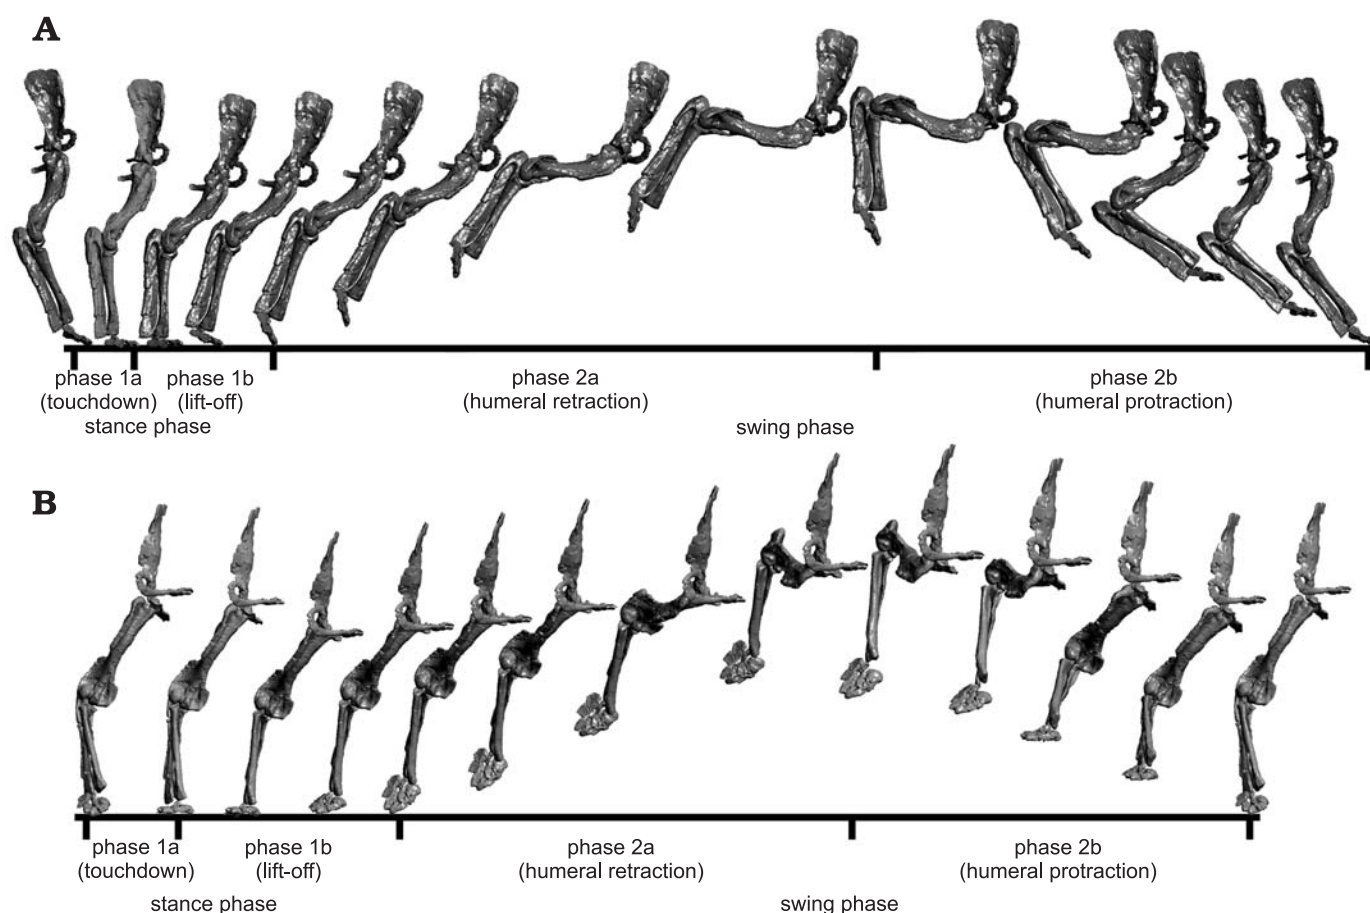 A
phase 1a
(touchdown)
phase 1b
(lift-off)
stance phase
phase 2a
(humeral retraction)
swing phase
phase 2b
(humeral protraction)
B
phase 1a
(touchdown)
phase 1b
(lift-off)
stance phase
phase 2a
(humeral retraction)
swing phase
phase 2b
(humeral protraction)